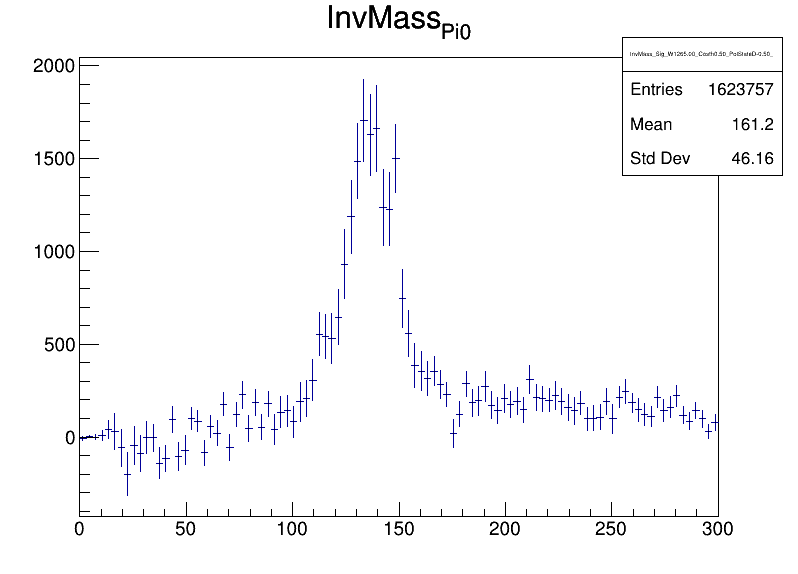 InvMass_Pi0
InvMass_Sig_W1265.00_Costh0.50_PolStateD-0.50_
Entries 1623757
Mean 161.2
Std Dev 46.16
2000
1500
1000
500
0
0 50 100 150 200 250 300